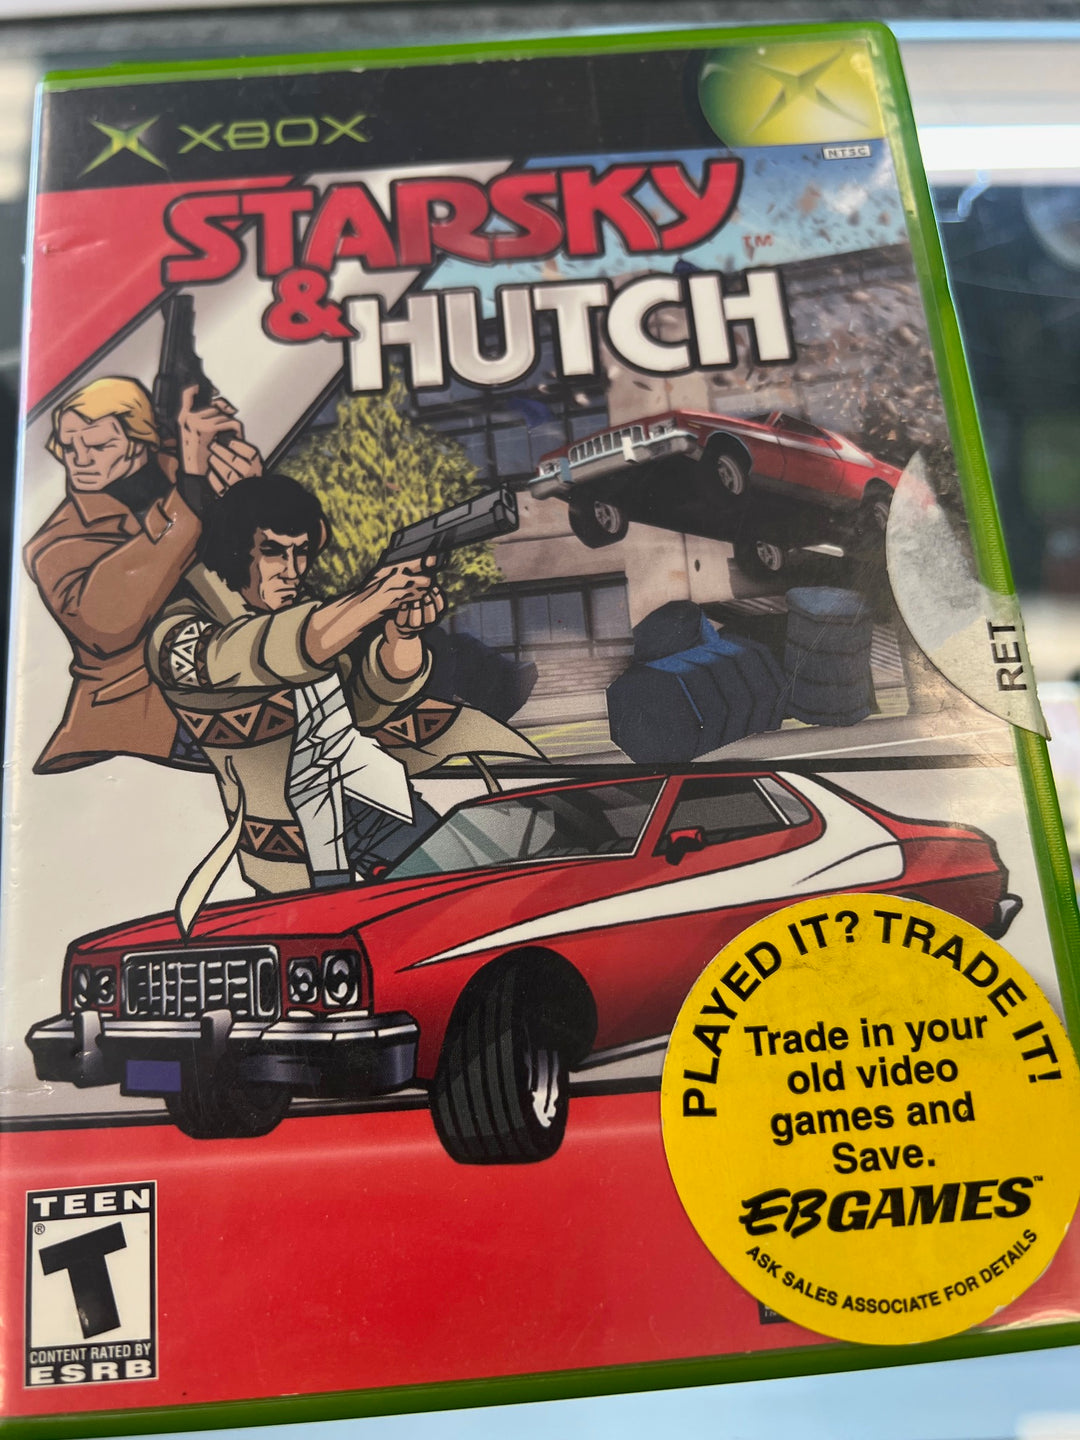 XBOX
NTSC
STARSKY
& HUTCH
TM
RET
PLAYED IT? TRADE IT!
Trade in your
old video
games and
Save.
EBGAMES™
ASK SALES ASSOCIATE FOR DETAILS
TEEN
T
®
CONTENT RATED BY
ESRB